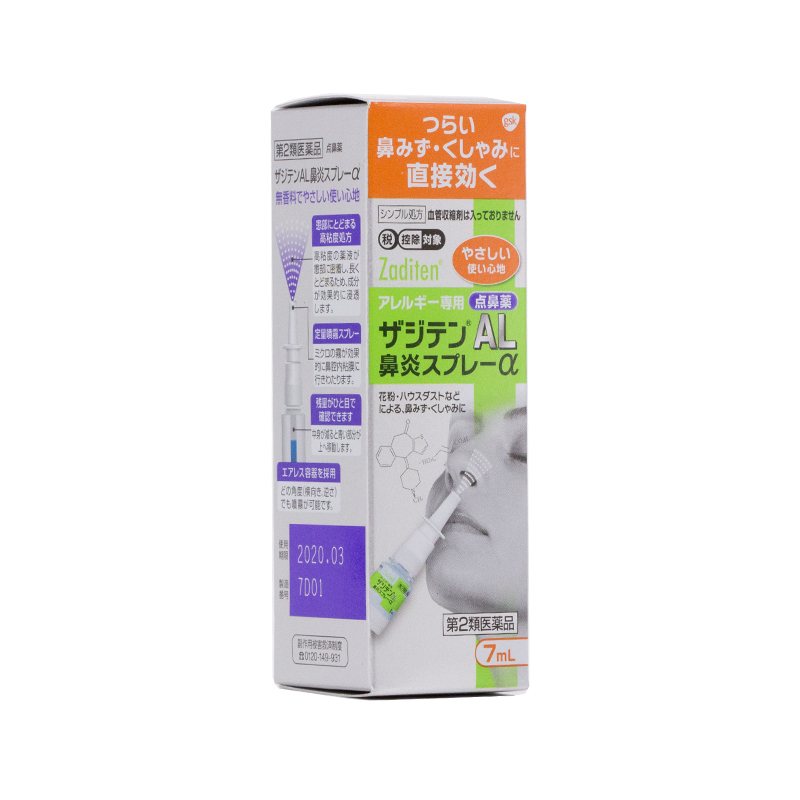 つらい
鼻みず・くしゃみに
直接効く
gsk
シンプル処方 血管収縮剤は入っておりません
税 控除 対象
やさしい
使い心地
Zaditen®
アレルギー専用 点鼻薬
ザジテン® AL
鼻炎スプレーα
花粉・ハウスダストなど
による、鼻みず・くしゃみに
第2類医薬品
7mL
第2類医薬品 点鼻薬
ザジテンAL鼻炎スプレーα
無香料でやさしい使い心地
患部にとどまる
高粘度処方
高粘度の薬液が
患部に密着し、長く
とどまるため、成分
が効果的に浸透
します。
定量噴霧スプレー
ミクロの霧が効果
的に鼻腔内粘膜に
行きわたります。
残量がひと目で
確認できます
中身が減ると青い部分が
上へ移動します。
エアレス容器を採用
どの角度(横向き、逆さ)
でも噴霧が可能です。
使用
期限
2020.03
製造
番号
7D01
副作用被害救済制度
☎0120-149-931